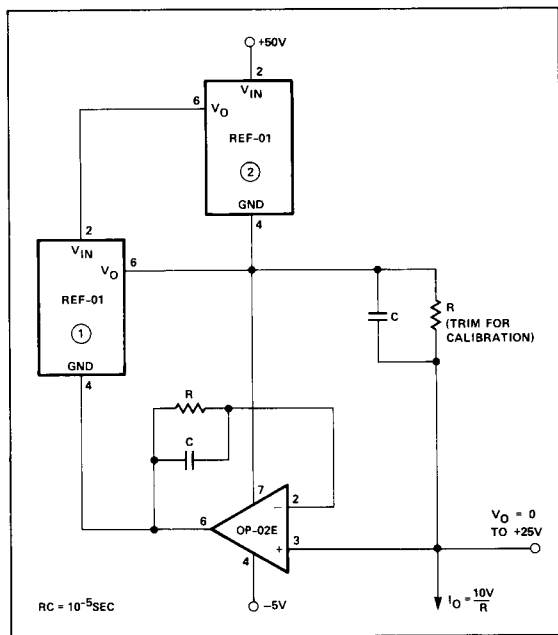 +50V
2
VIN
6
VO
REF-01
2
GND
4
2
VIN
VO
6
REF-01
1
GND
4
C
R
(TRIM FOR
CALIBRATION)
R
C
7
2
−
6
OP-02E
+
3
4
−5V
VO = 0
TO +25V
IO = 10V
R
RC = 10⁻⁵SEC